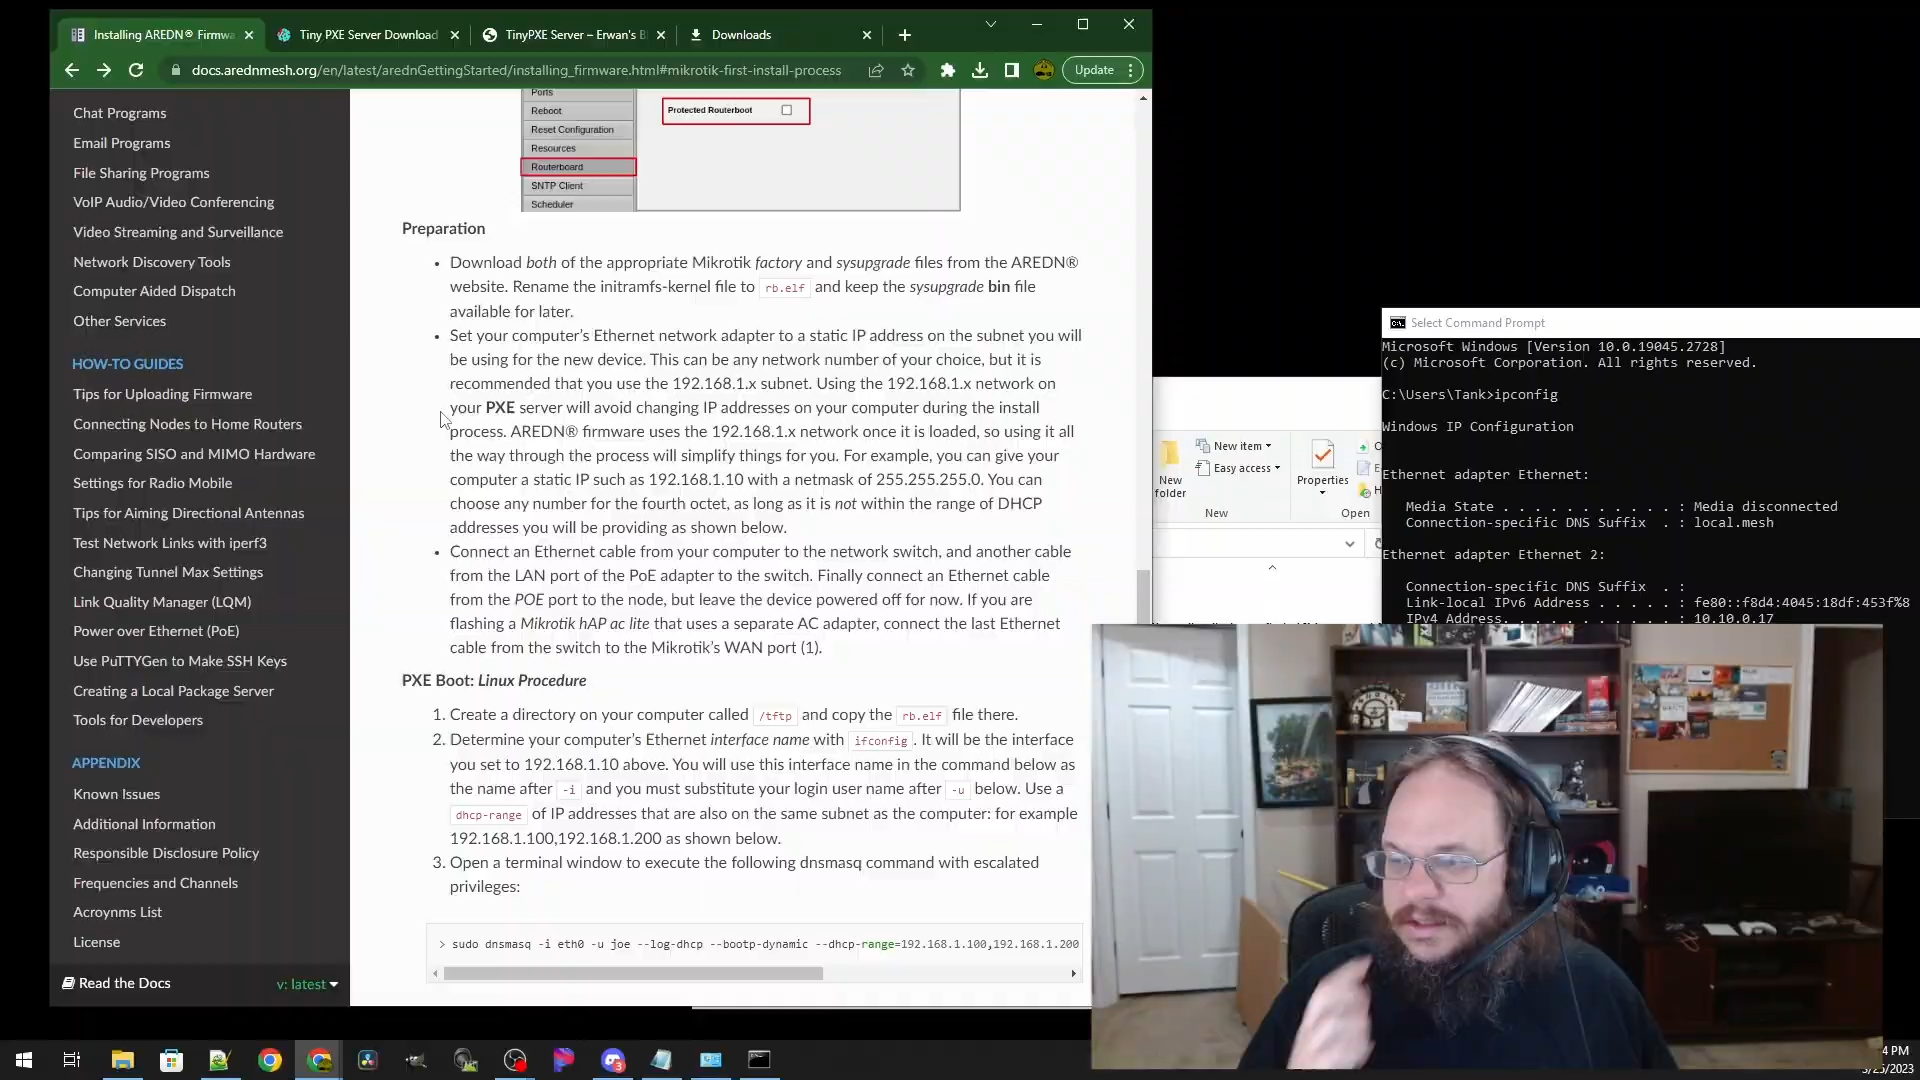 Installing AREDN® Firmwa
Tiny PXE Server Download
TinyPXE Server – Erwan's B
Downloads
docs.arednmesh.org/en/latest/arednGettingStarted/installing_firmware.html#mikrotik-first-install-process
Update
Chat Programs
Email Programs
File Sharing Programs
VoIP Audio/Video Conferencing
Video Streaming and Surveillance
Network Discovery Tools
Computer Aided Dispatch
Other Services
HOW-TO GUIDES
Tips for Uploading Firmware
Connecting Nodes to Home Routers
Comparing SISO and MIMO Hardware
Settings for Radio Mobile
Tips for Aiming Directional Antennas
Test Network Links with iperf3
Changing Tunnel Max Settings
Link Quality Manager (LQM)
Power over Ethernet (PoE)
Use PuTTYGen to Make SSH Keys
Creating a Local Package Server
Tools for Developers
APPENDIX
Known Issues
Additional Information
Responsible Disclosure Policy
Frequencies and Channels
Acroynms List
License
Read the Docs
v: latest
Ports
Reboot
Reset Configuration
Resources
Routerboard
SNTP Client
Scheduler
Protected Routerboot
Preparation
• Download both of the appropriate Mikrotik factory and sysupgrade files from the AREDN®
website. Rename the initramfs-kernel file to rb.elf and keep the sysupgrade bin file
available for later.
• Set your computer's Ethernet network adapter to a static IP address on the subnet you will
be using for the new device. This can be any network number of your choice, but it is
recommended that you use the 192.168.1.x subnet. Using the 192.168.1.x network on
your PXE server will avoid changing IP addresses on your computer during the install
process. AREDN® firmware uses the 192.168.1.x network once it is loaded, so using it all
the way through the process will simplify things for you. For example, you can give your
computer a static IP such as 192.168.1.10 with a netmask of 255.255.255.0. You can
choose any number for the fourth octet, as long as it is not within the range of DHCP
addresses you will be providing as shown below.
• Connect an Ethernet cable from your computer to the network switch, and another cable
from the LAN port of the PoE adapter to the switch. Finally connect an Ethernet cable
from the POE port to the node, but leave the device powered off for now. If you are
flashing a Mikrotik hAP ac lite that uses a separate AC adapter, connect the last Ethernet
cable from the switch to the Mikrotik's WAN port (1).
PXE Boot: Linux Procedure
1. Create a directory on your computer called /tftp and copy the rb.elf file there.
2. Determine your computer's Ethernet interface name with ifconfig. It will be the interface
you set to 192.168.1.10 above. You will use this interface name in the command below as
the name after -i and you must substitute your login user name after -u below. Use a
dhcp-range of IP addresses that are also on the same subnet as the computer: for example
192.168.1.100,192.168.1.200 as shown below.
3. Open a terminal window to execute the following dnsmasq command with escalated
privileges:
> sudo dnsmasq -i eth0 -u joe --log-dhcp --bootp-dynamic --dhcp-range=192.168.1.100,192.168.1.200
New folder
New item
Easy access
New
Properties
Open
Select Command Prompt
Microsoft Windows [Version 10.0.19045.2728]
(c) Microsoft Corporation. All rights reserved.
C:\Users\Tank>ipconfig
Windows IP Configuration
Ethernet adapter Ethernet:
Media State . . . . . . . . . . . : Media disconnected
Connection-specific DNS Suffix  . : local.mesh
Ethernet adapter Ethernet 2:
Connection-specific DNS Suffix  . :
Link-local IPv6 Address . . . . . : fe80::f8d4:4045:18df:453f%8
IPv4 Address. . . . . . . . . . . : 10.10.0.17
4 PM
3/25/2023